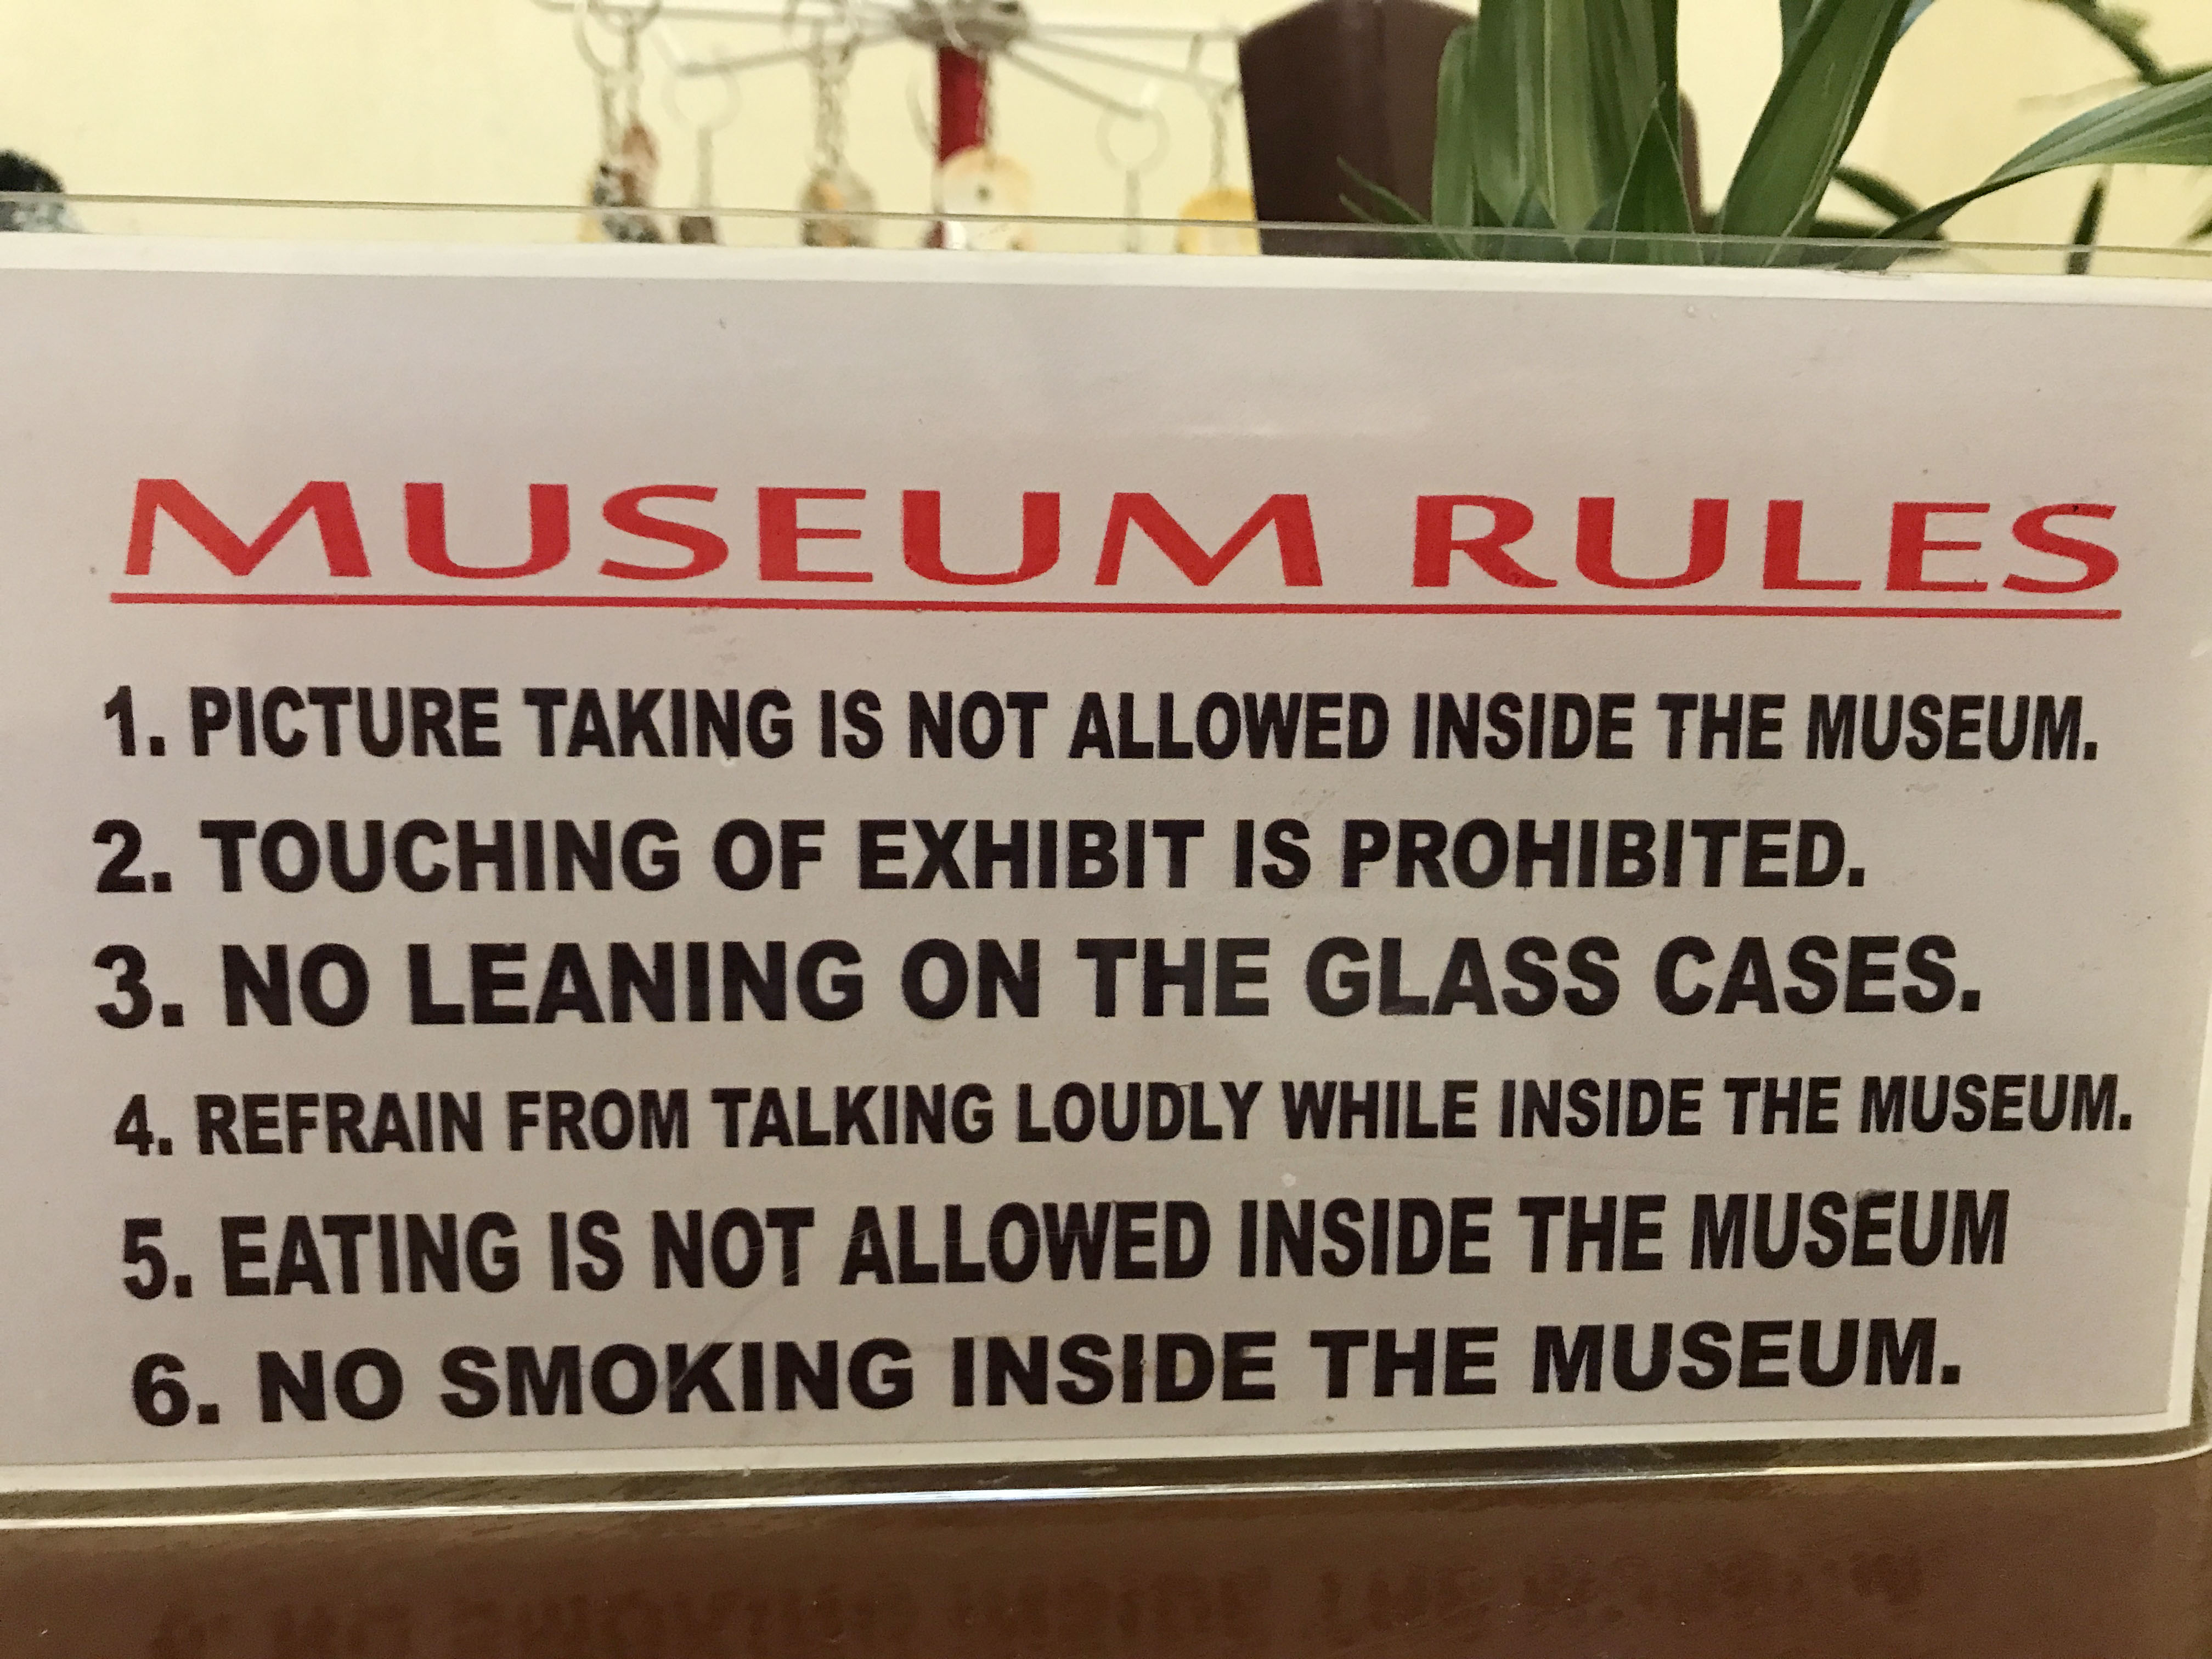 MUSEUM RULES
1. PICTURE TAKING IS NOT ALLOWED INSIDE THE MUSEUM.
2. TOUCHING OF EXHIBIT IS PROHIBITED.
3. NO LEANING ON THE GLASS CASES.
4. REFRAIN FROM TALKING LOUDLY WHILE INSIDE THE MUSEUM.
5. EATING IS NOT ALLOWED INSIDE THE MUSEUM
6. NO SMOKING INSIDE THE MUSEUM.